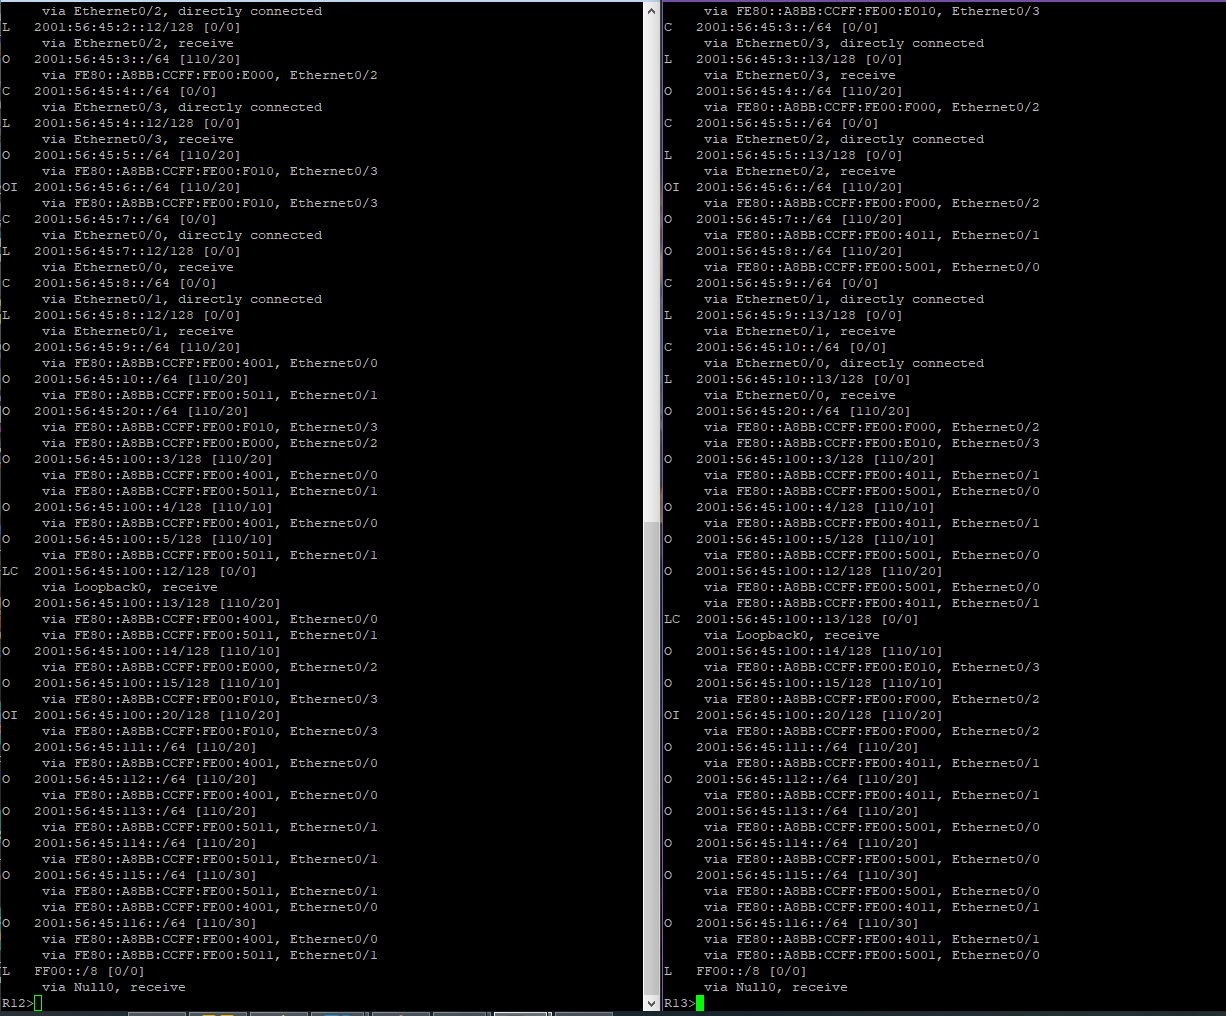 via Ethernet0/2, directly connected
L   2001:56:45:2::12/128 [0/0]
via Ethernet0/2, receive
O   2001:56:45:3::/64 [110/20]
via FE80::A8BB:CCFF:FE00:E000, Ethernet0/2
C   2001:56:45:4::/64 [0/0]
via Ethernet0/3, directly connected
L   2001:56:45:4::12/128 [0/0]
via Ethernet0/3, receive
O   2001:56:45:5::/64 [110/20]
via FE80::A8BB:CCFF:FE00:F010, Ethernet0/3
OI  2001:56:45:6::/64 [110/20]
via FE80::A8BB:CCFF:FE00:F010, Ethernet0/3
C   2001:56:45:7::/64 [0/0]
via Ethernet0/0, directly connected
L   2001:56:45:7::12/128 [0/0]
via Ethernet0/0, receive
C   2001:56:45:8::/64 [0/0]
via Ethernet0/1, directly connected
L   2001:56:45:8::12/128 [0/0]
via Ethernet0/1, receive
O   2001:56:45:9::/64 [110/20]
via FE80::A8BB:CCFF:FE00:4001, Ethernet0/0
O   2001:56:45:10::/64 [110/20]
via FE80::A8BB:CCFF:FE00:5011, Ethernet0/1
O   2001:56:45:20::/64 [110/20]
via FE80::A8BB:CCFF:FE00:F010, Ethernet0/3
via FE80::A8BB:CCFF:FE00:E000, Ethernet0/2
O   2001:56:45:100::3/128 [110/20]
via FE80::A8BB:CCFF:FE00:4001, Ethernet0/0
via FE80::A8BB:CCFF:FE00:5011, Ethernet0/1
O   2001:56:45:100::4/128 [110/10]
via FE80::A8BB:CCFF:FE00:4001, Ethernet0/0
O   2001:56:45:100::5/128 [110/10]
via FE80::A8BB:CCFF:FE00:5011, Ethernet0/1
LC  2001:56:45:100::12/128 [0/0]
via Loopback0, receive
O   2001:56:45:100::13/128 [110/20]
via FE80::A8BB:CCFF:FE00:4001, Ethernet0/0
via FE80::A8BB:CCFF:FE00:5011, Ethernet0/1
O   2001:56:45:100::14/128 [110/10]
via FE80::A8BB:CCFF:FE00:E000, Ethernet0/2
O   2001:56:45:100::15/128 [110/10]
via FE80::A8BB:CCFF:FE00:F010, Ethernet0/3
OI  2001:56:45:100::20/128 [110/20]
via FE80::A8BB:CCFF:FE00:F010, Ethernet0/3
O   2001:56:45:111::/64 [110/20]
via FE80::A8BB:CCFF:FE00:4001, Ethernet0/0
O   2001:56:45:112::/64 [110/20]
via FE80::A8BB:CCFF:FE00:4001, Ethernet0/0
O   2001:56:45:113::/64 [110/20]
via FE80::A8BB:CCFF:FE00:5011, Ethernet0/1
O   2001:56:45:114::/64 [110/20]
via FE80::A8BB:CCFF:FE00:5011, Ethernet0/1
O   2001:56:45:115::/64 [110/30]
via FE80::A8BB:CCFF:FE00:5011, Ethernet0/1
via FE80::A8BB:CCFF:FE00:4001, Ethernet0/0
O   2001:56:45:116::/64 [110/30]
via FE80::A8BB:CCFF:FE00:4001, Ethernet0/0
via FE80::A8BB:CCFF:FE00:5011, Ethernet0/1
L   FF00::/8 [0/0]
via Null0, receive
R12>
via FE80::A8BB:CCFF:FE00:E010, Ethernet0/3
C   2001:56:45:3::/64 [0/0]
via Ethernet0/3, directly connected
L   2001:56:45:3::13/128 [0/0]
via Ethernet0/3, receive
O   2001:56:45:4::/64 [110/20]
via FE80::A8BB:CCFF:FE00:F000, Ethernet0/2
C   2001:56:45:5::/64 [0/0]
via Ethernet0/2, directly connected
L   2001:56:45:5::13/128 [0/0]
via Ethernet0/2, receive
OI  2001:56:45:6::/64 [110/20]
via FE80::A8BB:CCFF:FE00:F000, Ethernet0/2
O   2001:56:45:7::/64 [110/20]
via FE80::A8BB:CCFF:FE00:4011, Ethernet0/1
O   2001:56:45:8::/64 [110/20]
via FE80::A8BB:CCFF:FE00:5001, Ethernet0/0
C   2001:56:45:9::/64 [0/0]
via Ethernet0/1, directly connected
L   2001:56:45:9::13/128 [0/0]
via Ethernet0/1, receive
C   2001:56:45:10::/64 [0/0]
via Ethernet0/0, directly connected
L   2001:56:45:10::13/128 [0/0]
via Ethernet0/0, receive
O   2001:56:45:20::/64 [110/20]
via FE80::A8BB:CCFF:FE00:F000, Ethernet0/2
via FE80::A8BB:CCFF:FE00:E010, Ethernet0/3
O   2001:56:45:100::3/128 [110/20]
via FE80::A8BB:CCFF:FE00:4011, Ethernet0/1
via FE80::A8BB:CCFF:FE00:5001, Ethernet0/0
O   2001:56:45:100::4/128 [110/10]
via FE80::A8BB:CCFF:FE00:4011, Ethernet0/1
O   2001:56:45:100::5/128 [110/10]
via FE80::A8BB:CCFF:FE00:5001, Ethernet0/0
O   2001:56:45:100::12/128 [110/20]
via FE80::A8BB:CCFF:FE00:5001, Ethernet0/0
via FE80::A8BB:CCFF:FE00:4011, Ethernet0/1
LC  2001:56:45:100::13/128 [0/0]
via Loopback0, receive
O   2001:56:45:100::14/128 [110/10]
via FE80::A8BB:CCFF:FE00:E010, Ethernet0/3
O   2001:56:45:100::15/128 [110/10]
via FE80::A8BB:CCFF:FE00:F000, Ethernet0/2
OI  2001:56:45:100::20/128 [110/20]
via FE80::A8BB:CCFF:FE00:F000, Ethernet0/2
O   2001:56:45:111::/64 [110/20]
via FE80::A8BB:CCFF:FE00:4011, Ethernet0/1
O   2001:56:45:112::/64 [110/20]
via FE80::A8BB:CCFF:FE00:4011, Ethernet0/1
O   2001:56:45:113::/64 [110/20]
via FE80::A8BB:CCFF:FE00:5001, Ethernet0/0
O   2001:56:45:114::/64 [110/20]
via FE80::A8BB:CCFF:FE00:5001, Ethernet0/0
O   2001:56:45:115::/64 [110/30]
via FE80::A8BB:CCFF:FE00:5001, Ethernet0/0
via FE80::A8BB:CCFF:FE00:4011, Ethernet0/1
O   2001:56:45:116::/64 [110/30]
via FE80::A8BB:CCFF:FE00:4011, Ethernet0/1
via FE80::A8BB:CCFF:FE00:5001, Ethernet0/0
L   FF00::/8 [0/0]
via Null0, receive
R13>